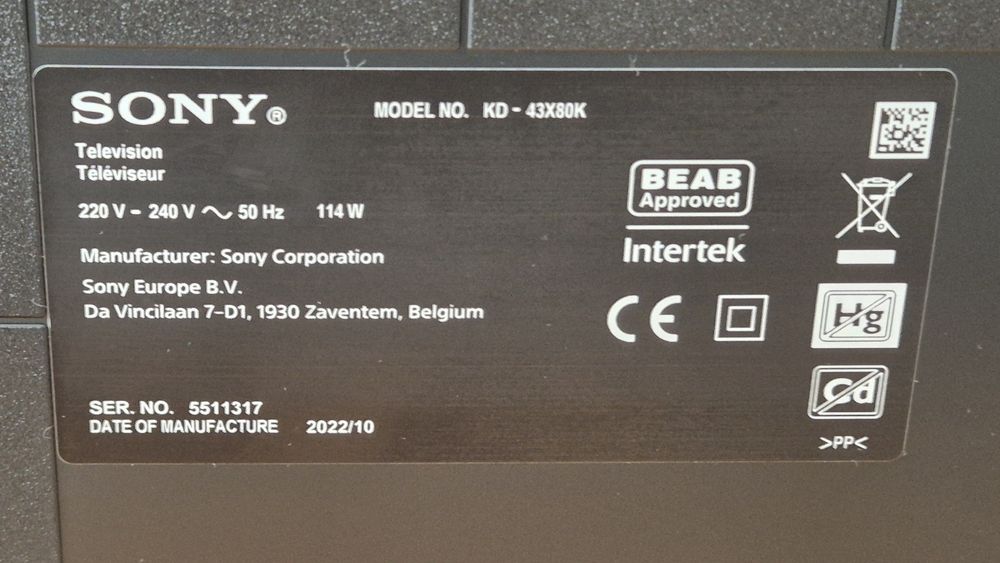 SONY®
MODEL NO. KD - 43X80K
Television
Téléviseur
220 V - 240 V ~ 50 Hz 114 W
Manufacturer: Sony Corporation
Sony Europe B.V.
Da Vincilaan 7-D1, 1930 Zaventem, Belgium
SER. NO. 5511317
DATE OF MANUFACTURE 2022/10
BEAB
Approved
Intertek
CE
Hg
Cd
>PP<